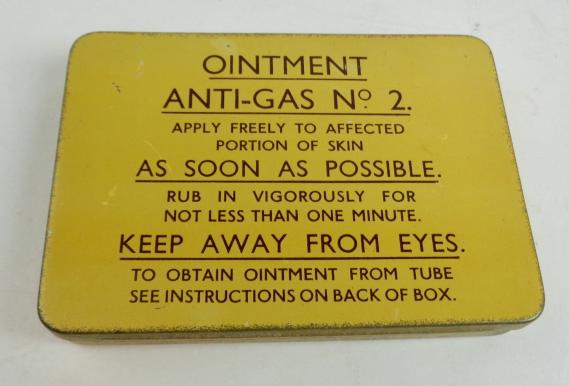 OINTMENT
ANTI-GAS Nº 2.
APPLY FREELY TO AFFECTED
PORTION OF SKIN
AS SOON AS POSSIBLE.
RUB IN VIGOROUSLY FOR
NOT LESS THAN ONE MINUTE.
KEEP AWAY FROM EYES.
TO OBTAIN OINTMENT FROM TUBE
SEE INSTRUCTIONS ON BACK OF BOX.